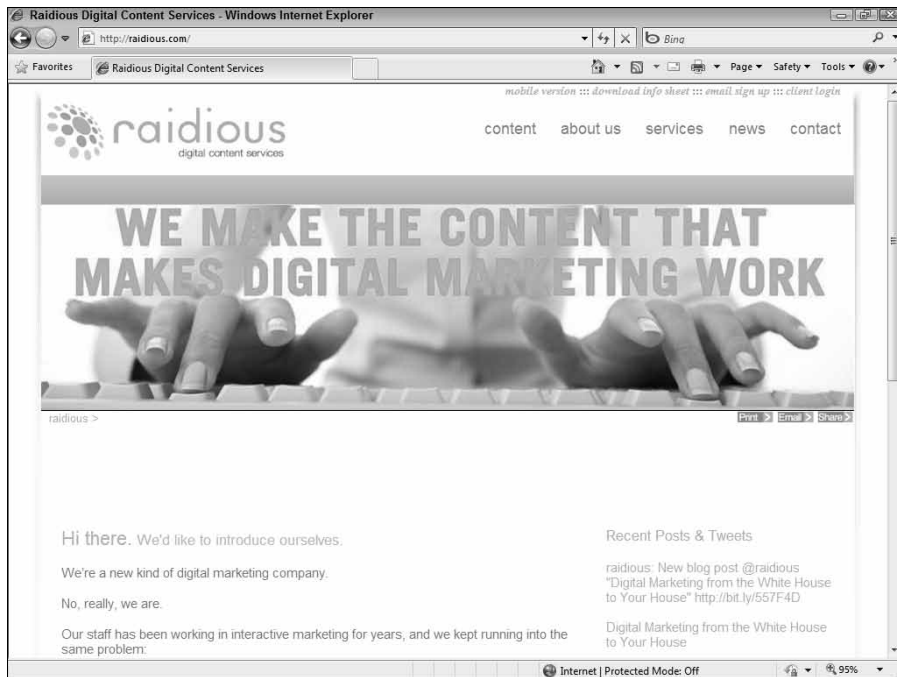 Raidious Digital Content Services - Windows Internet Explorer
http://raidious.com/
Bing
Favorites
Raidious Digital Content Services
Page
Safety
Tools
mobile version ::: download info sheet ::: email sign up ::: client login
raidious
digital content services
content
about us
services
news
contact
WE MAKE THE CONTENT THAT
MAKES DIGITAL MARKETING WORK
raidious >
Print >
Email >
Share >
Hi there. We'd like to introduce ourselves.
We're a new kind of digital marketing company.
No, really, we are.
Our staff has been working in interactive marketing for years, and we kept running into the
same problem:
Recent Posts & Tweets
raidious: New blog post @raidious
"Digital Marketing from the White House
to Your House" http://bit.ly/557F4D
Digital Marketing from the White House
to Your House
Internet | Protected Mode: Off
95%